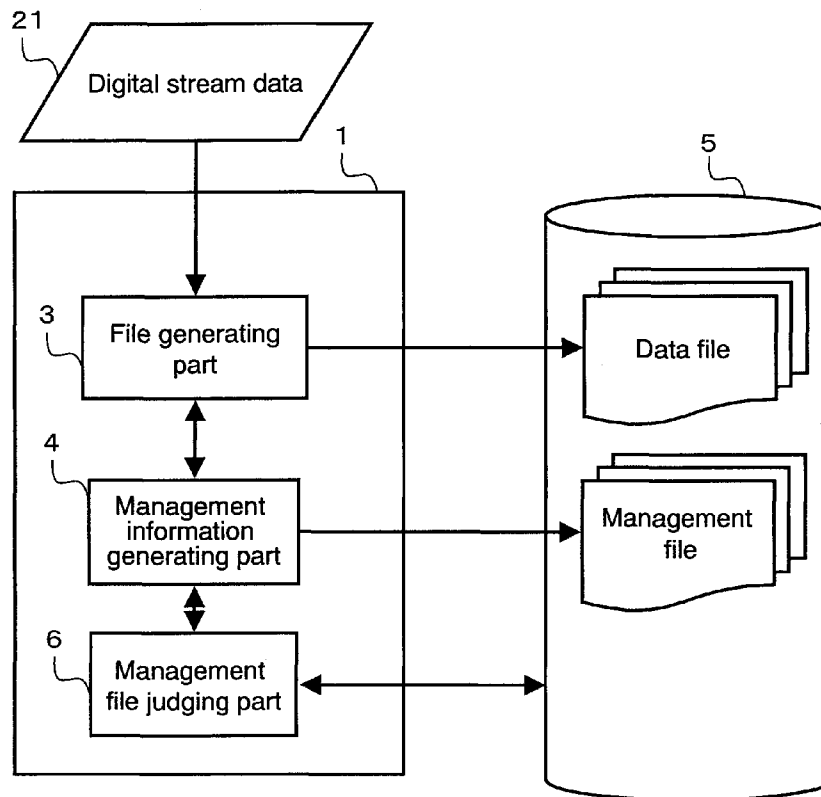 21
Digital stream data
1
5
3
File generating
part
Data file
4
Management
information
generating part
Management
file
6
Management
file judging part